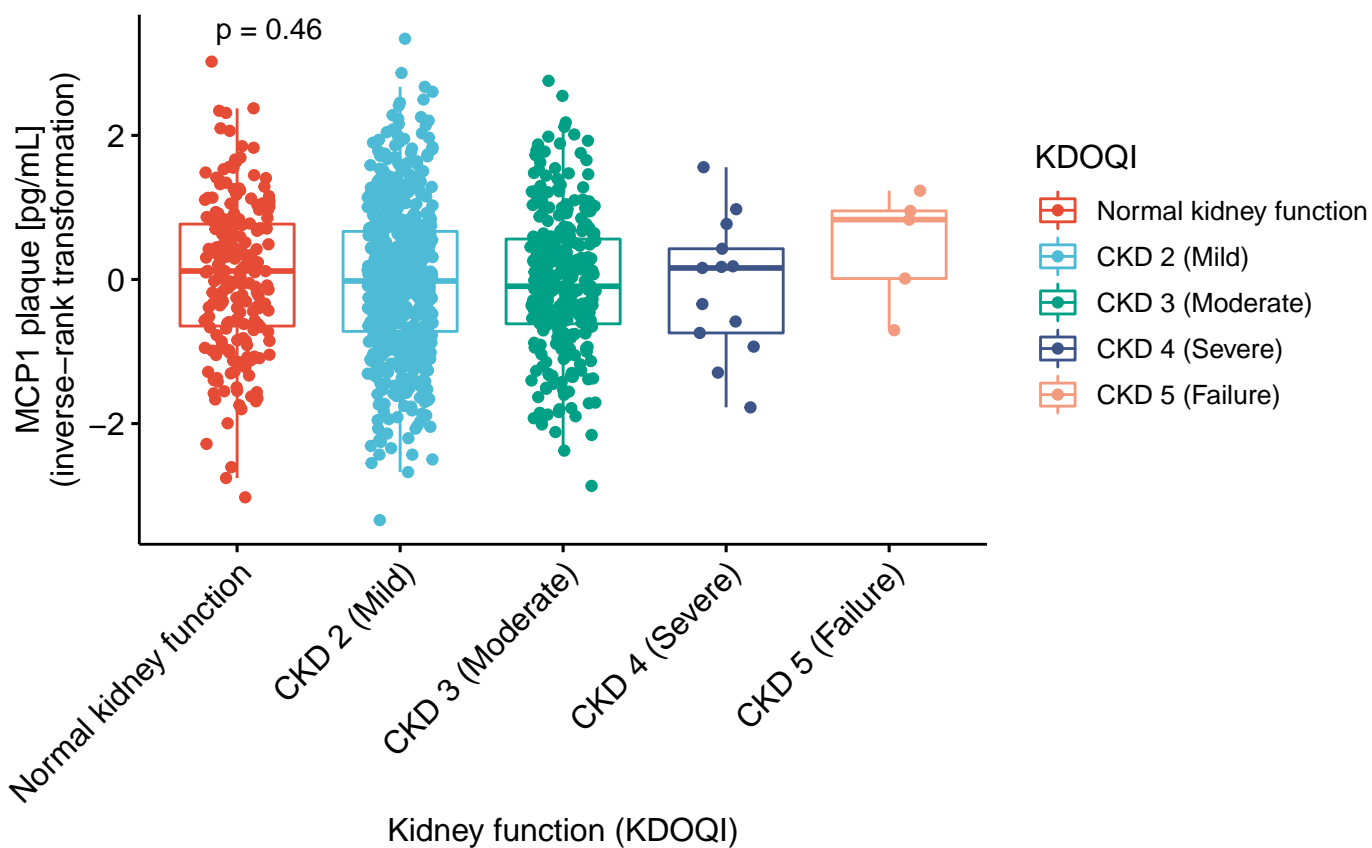 p = 0.46
MCP1 plaque [pg/mL]
(inverse−rank transformation)
2
0
−2
Normal kidney function
CKD 2 (Mild)
CKD 3 (Moderate)
CKD 4 (Severe)
CKD 5 (Failure)
Kidney function (KDOQI)
KDOQI
Normal kidney function
CKD 2 (Mild)
CKD 3 (Moderate)
CKD 4 (Severe)
CKD 5 (Failure)